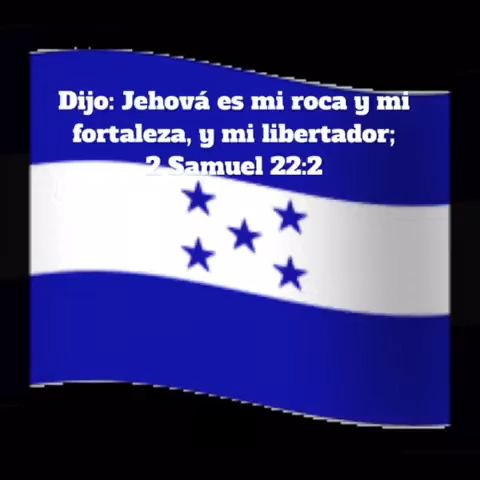 Dijo: Jehová es mi roca y mi
fortaleza, y mi libertador;
2 Samuel 22:2